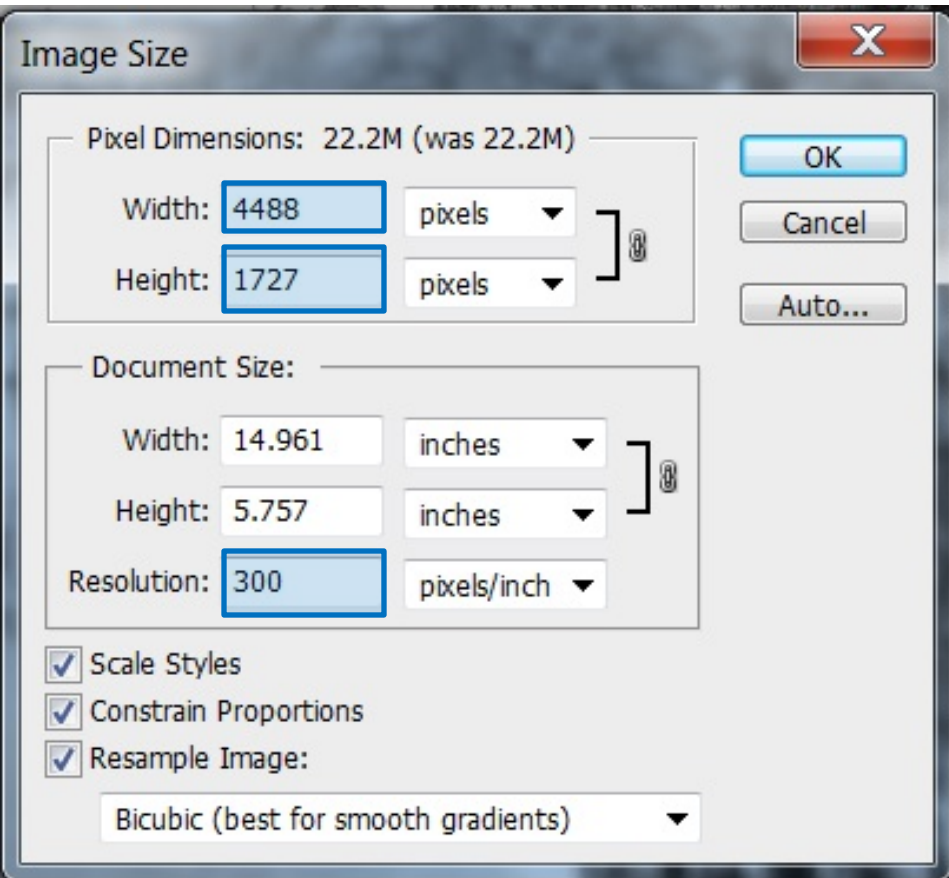 Image Size
X
Pixel Dimensions: 22.2M (was 22.2M)
Width: 4488 pixels
Height: 1727 pixels
OK
Cancel
Auto...
Document Size:
Width: 14.961 inches
Height: 5.757 inches
Resolution: 300 pixels/inch
Scale Styles
Constrain Proportions
Resample Image:
Bicubic (best for smooth gradients)